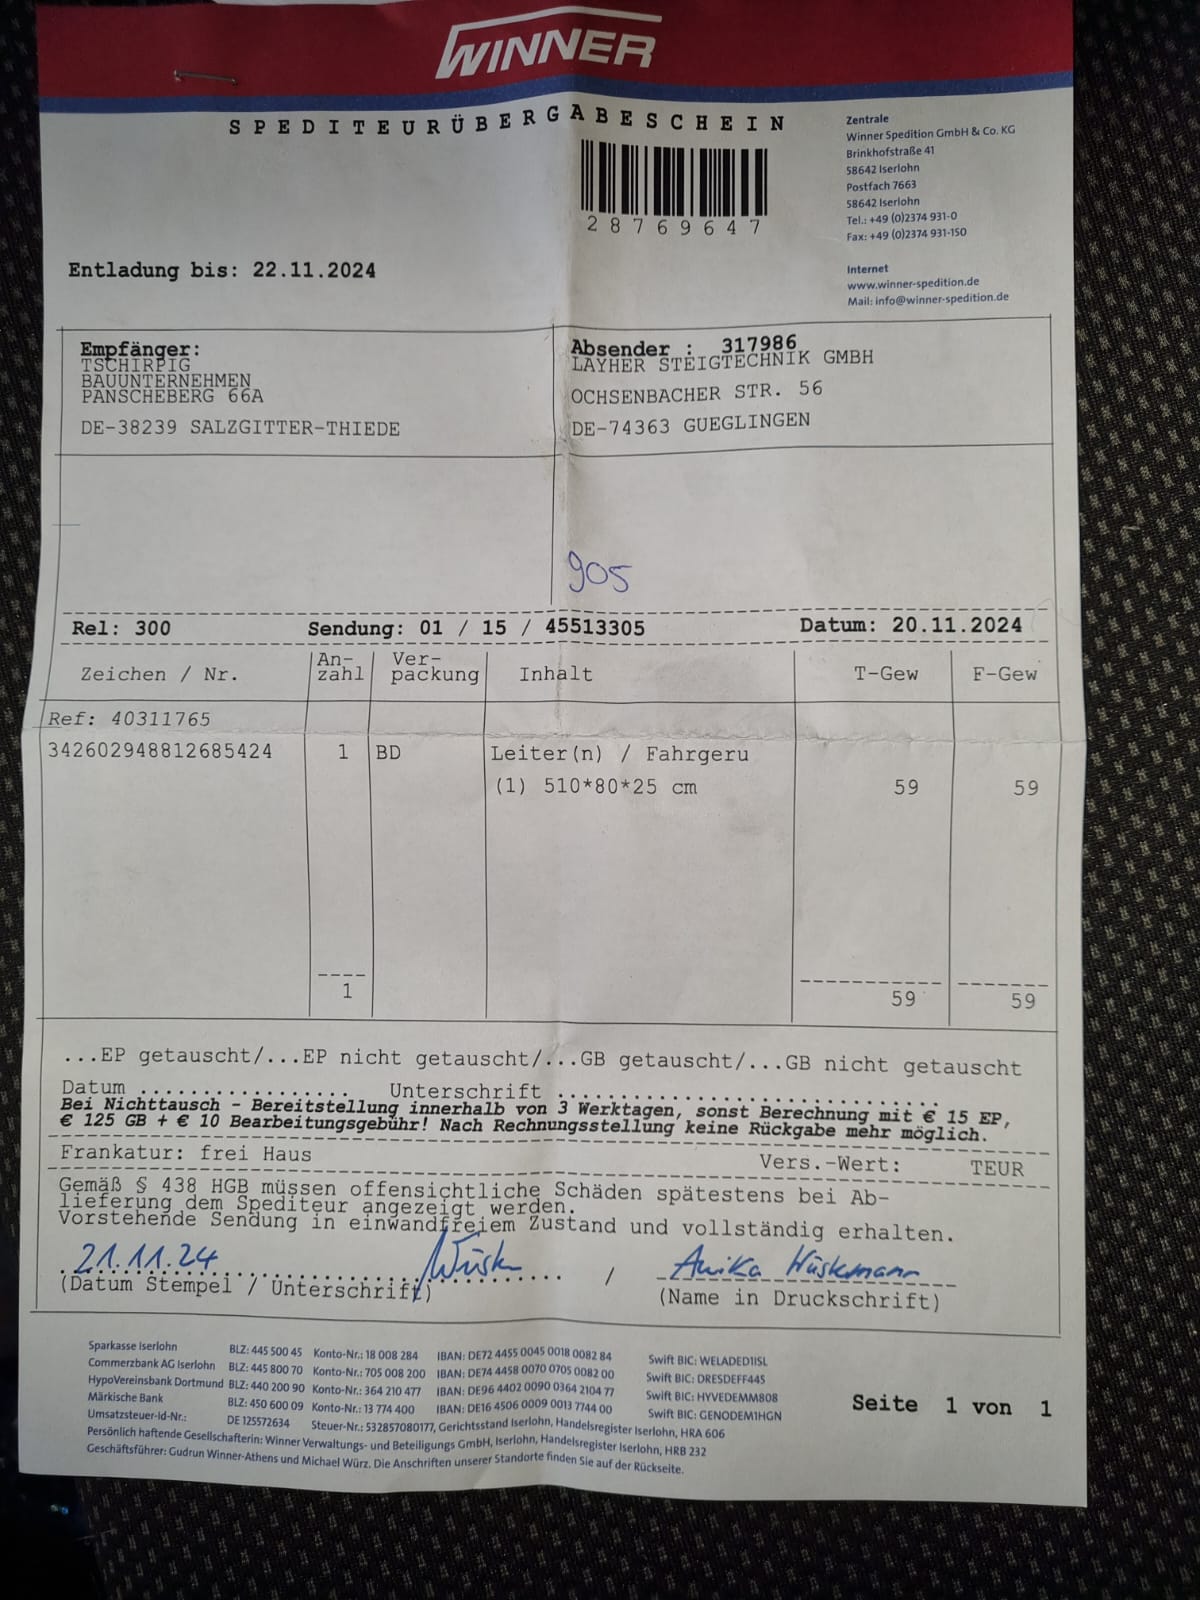 WINNER
SPEDITEURÜBERGABESCHEIN
28769647
Zentrale
Winner Spedition GmbH & Co. KG
Brinkhofstraße 41
58642 Iserlohn
Postfach 7663
58642 Iserlohn
Tel.: +49 (0)2374 931-0
Fax: +49 (0)2374 931-150
Internet
www.winner-spedition.de
Mail: info@winner-spedition.de
Entladung bis: 22.11.2024
Empfänger:
TSCHIRPIG
BAUUNTERNEHMEN
PANSCHEBERG 66A
DE-38239 SALZGITTER-THIEDE
Absender : 317986
LAYHER STEIGTECHNIK GMBH
OCHSENBACHER STR. 56
DE-74363 GUEGLINGEN
905
Rel: 300 Sendung: 01 / 15 / 45513305 Datum: 20.11.2024
Zeichen / Nr. An-zahl Ver-packung Inhalt T-Gew F-Gew
Ref: 40311765
342602948812685424 1 BD Leiter(n) / Fahrgeru
(1) 510*80*25 cm 59 59
1 59 59
...EP getauscht/...EP nicht getauscht/...GB getauscht/...GB nicht getauscht
Datum ................. Unterschrift ..............................
Bei Nichttausch - Bereitstellung innerhalb von 3 Werktagen, sonst Berechnung mit € 15 EP,
€ 125 GB + € 10 Bearbeitungsgebühr! Nach Rechnungsstellung keine Rückgabe mehr möglich.
Frankatur: frei Haus Vers.-Wert: TEUR
Gemäß § 438 HGB müssen offensichtliche Schäden spätestens bei Ab-
lieferung dem Spediteur angezeigt werden.
Vorstehende Sendung in einwandfreiem Zustand und vollständig erhalten.
21.11.24 / Anika Wüskmann
(Datum Stempel / Unterschrift) (Name in Druckschrift)
Sparkasse Iserlohn BLZ: 445 500 45 Konto-Nr.: 18 008 284 IBAN: DE72 4455 0045 0018 0082 84 Swift BIC: WELADED1ISL
Commerzbank AG Iserlohn BLZ: 445 800 70 Konto-Nr.: 705 008 200 IBAN: DE74 4458 0070 0705 0082 00 Swift BIC: DRESDEFF445
HypoVereinsbank Dortmund BLZ: 440 200 90 Konto-Nr.: 364 210 477 IBAN: DE96 4402 0090 0364 2104 77 Swift BIC: HYVEDEMM808
Märkische Bank BLZ: 450 600 09 Konto-Nr.: 13 774 400 IBAN: DE16 4506 0009 0013 7744 00 Swift BIC: GENODEM1HGN
Umsatzsteuer-Id-Nr.: DE 125572634 Steuer-Nr.: 532857080177, Gerichtsstand Iserlohn, Handelsregister Iserlohn, HRA 606
Persönlich haftende Gesellschafterin: Winner Verwaltungs- und Beteiligungs GmbH, Iserlohn, Handelsregister Iserlohn, HRB 232
Geschäftsführer: Gudrun Winner-Athens und Michael Würz. Die Anschriften unserer Standorte finden Sie auf der Rückseite.
Seite 1 von 1